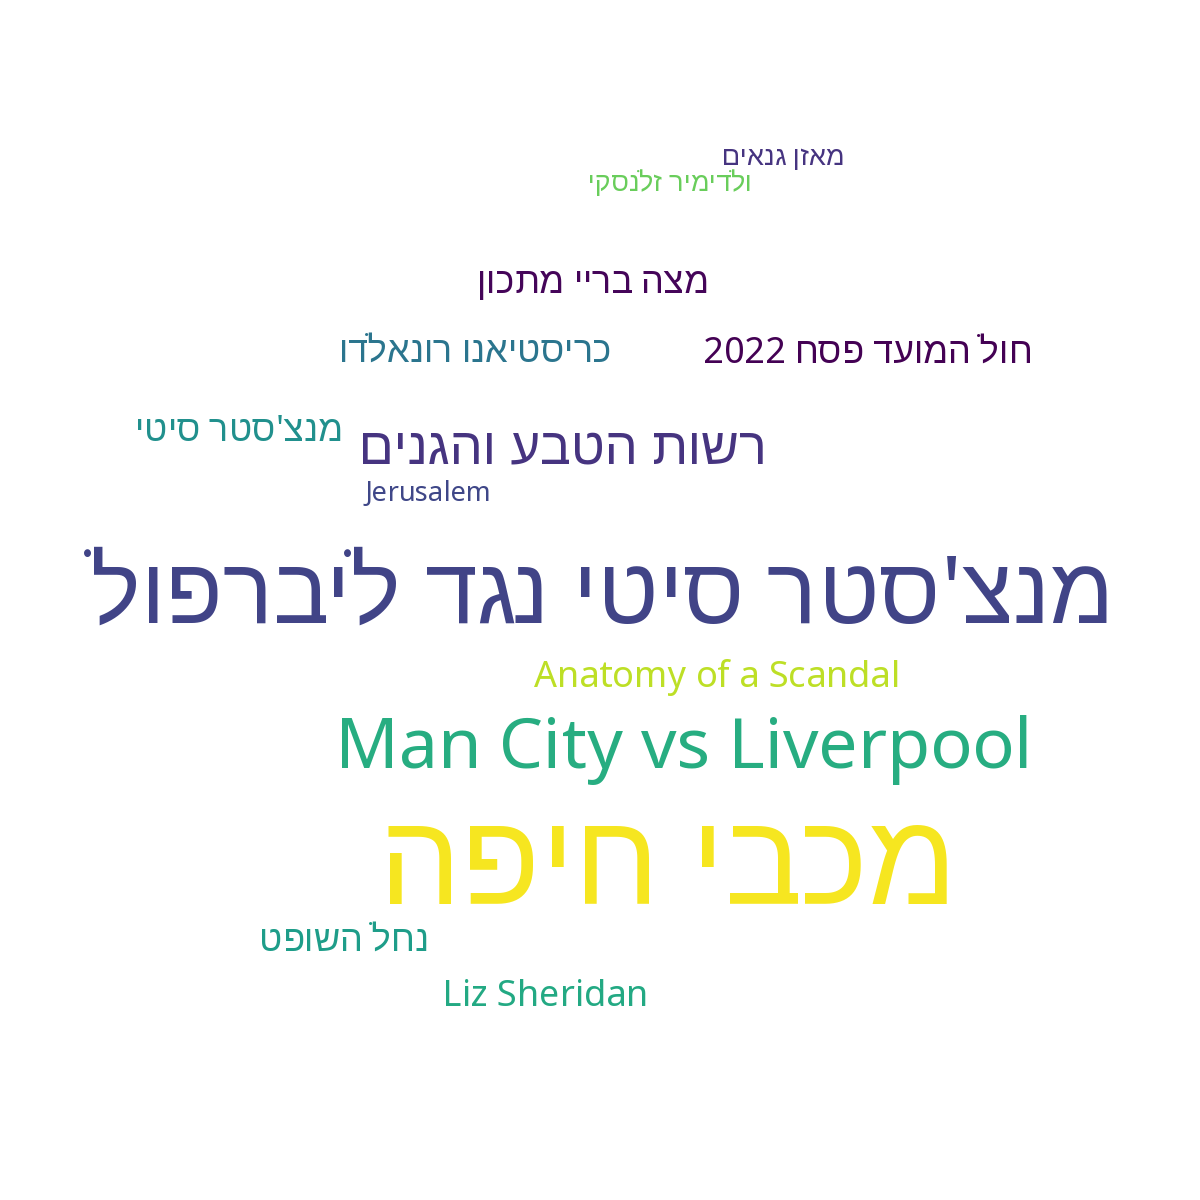 מאזן גנאים
ולדימיר זלנסקי
מצה בריי מתכון
כריסטיאנו רונאלדו
חול המועד פסח 2022
מנצ'סטר סיטי
רשות הטבע והגנים
Jerusalem
מנצ'סטר סיטי נגד ליברפול
Anatomy of a Scandal
Man City vs Liverpool
מכבי חיפה
נחל השופט
Liz Sheridan